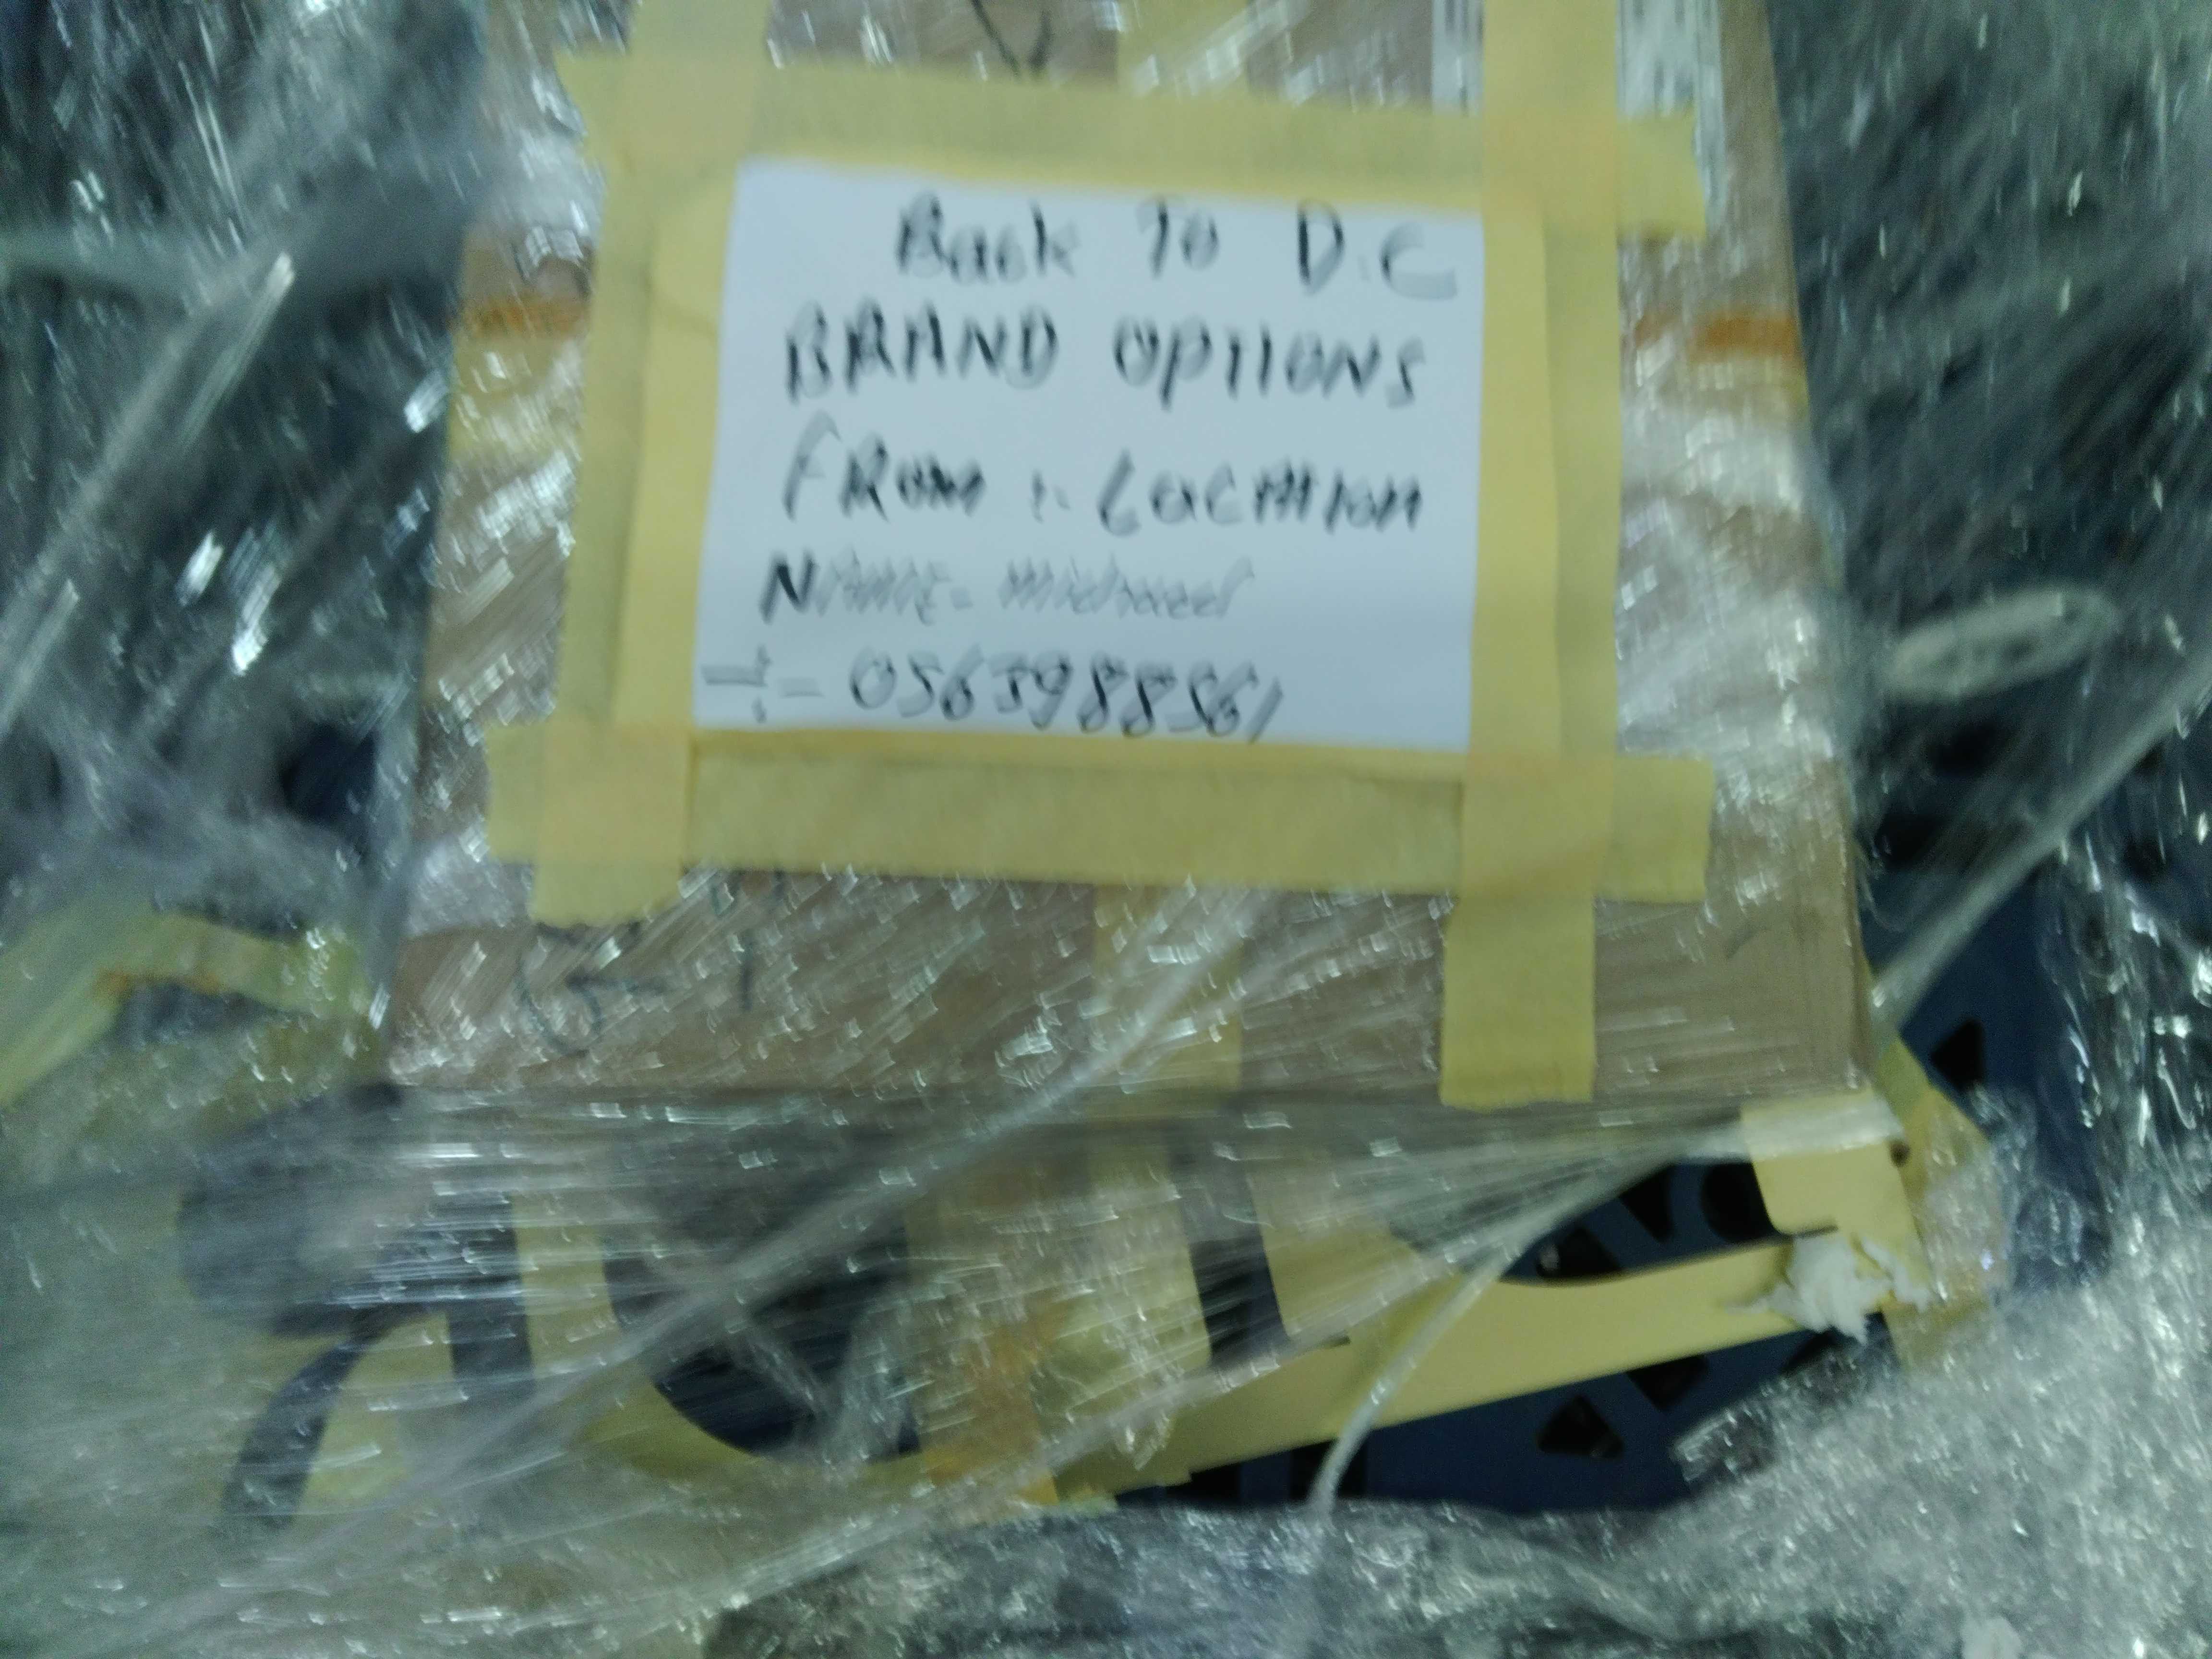 Back To D.C
BRAND OPTIONS
FROM :- LOCATION
NAME- Michael
- 0563988561